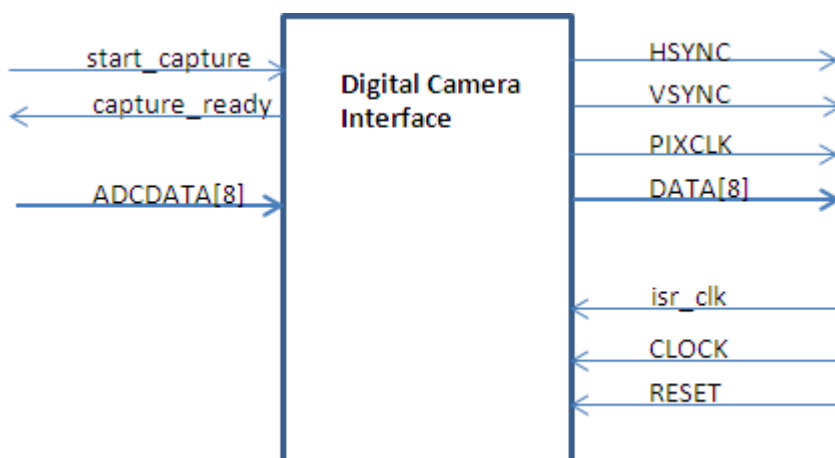 start_capture
capture_ready
ADCDATA[8]
Digital Camera
Interface
HSYNC
VSYNC
PIXCLK
DATA[8]
isr_clk
CLOCK
RESET